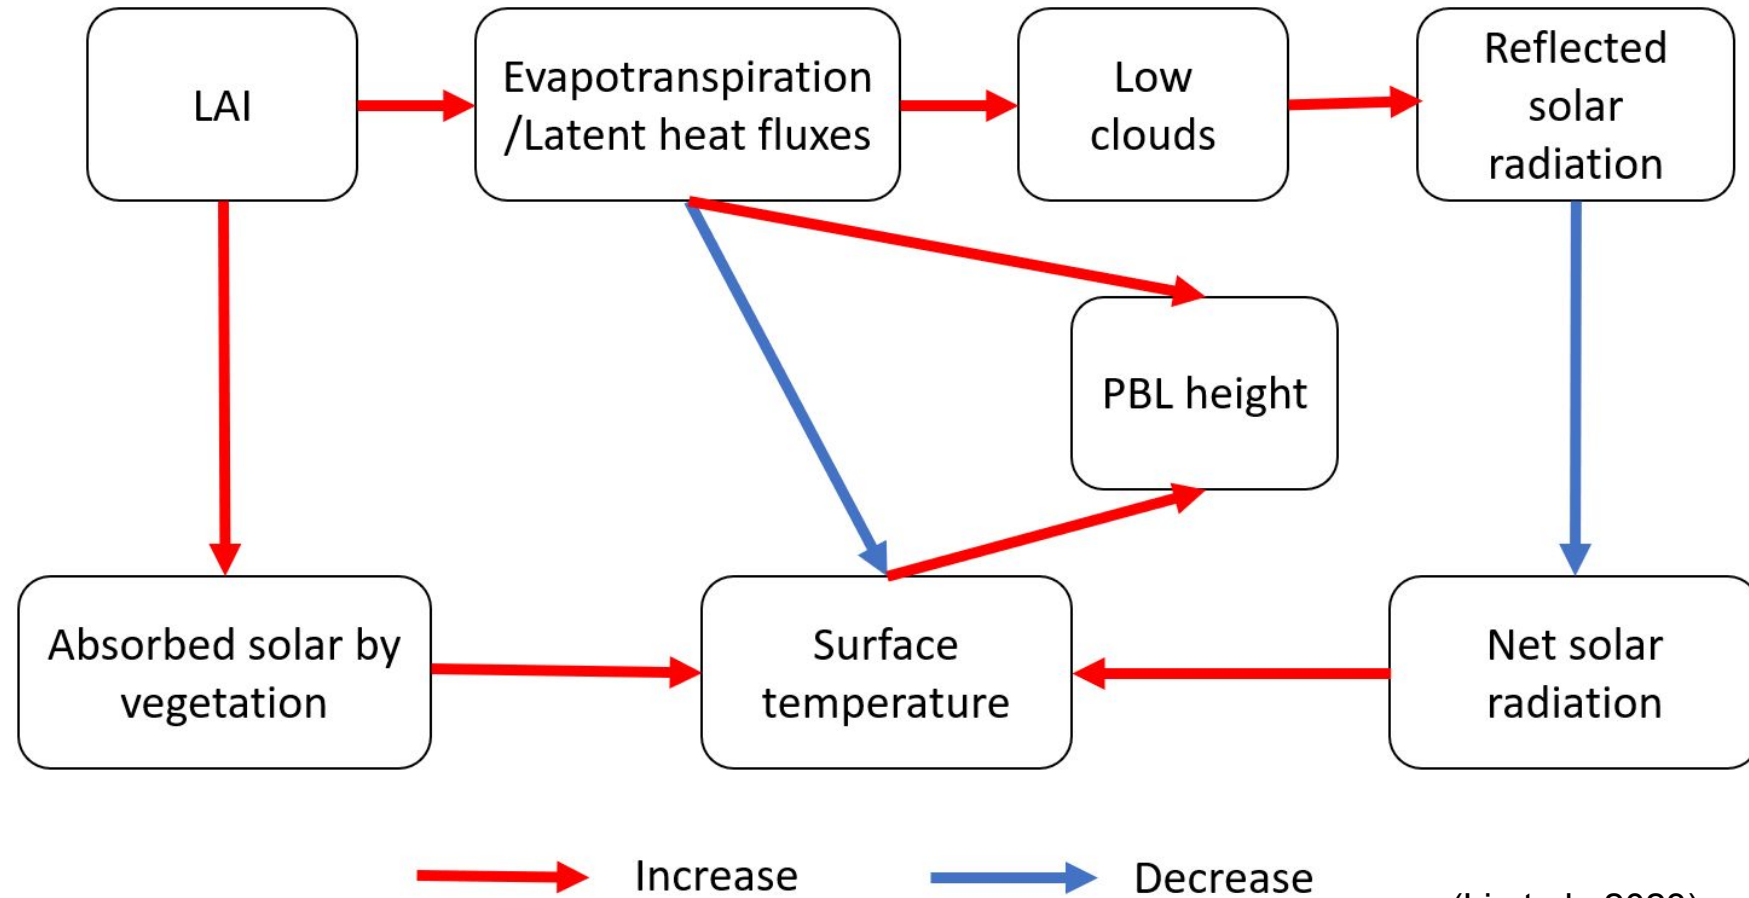 LAI
Evapotranspiration
/Latent heat fluxes
Low
clouds
Reflected
solar
radiation
PBL height
Absorbed solar by
vegetation
Surface
temperature
Net solar
radiation
Increase
Decrease